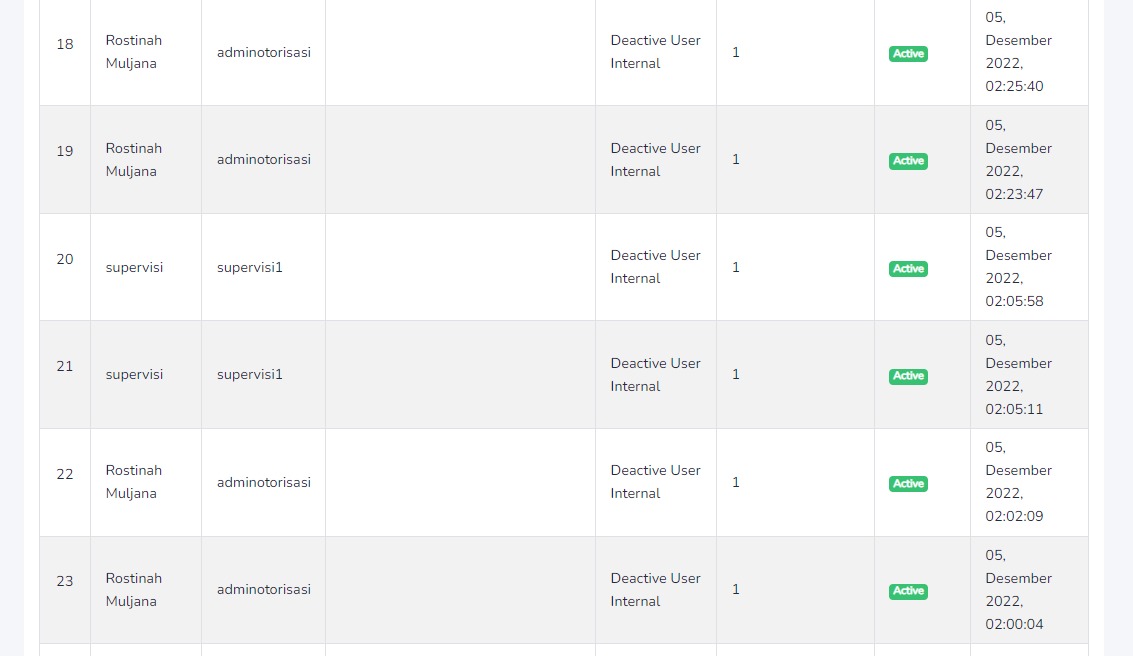 18
Rostinah
Muljana
adminotorisasi
Deactive User
Internal
1
Active
05,
Desember
2022,
02:25:40
19
Rostinah
Muljana
adminotorisasi
Deactive User
Internal
1
Active
05,
Desember
2022,
02:23:47
20
supervisi
supervisi1
Deactive User
Internal
1
Active
05,
Desember
2022,
02:05:58
21
supervisi
supervisi1
Deactive User
Internal
1
Active
05,
Desember
2022,
02:05:11
22
Rostinah
Muljana
adminotorisasi
Deactive User
Internal
1
Active
05,
Desember
2022,
02:02:09
23
Rostinah
Muljana
adminotorisasi
Deactive User
Internal
1
Active
05,
Desember
2022,
02:00:04